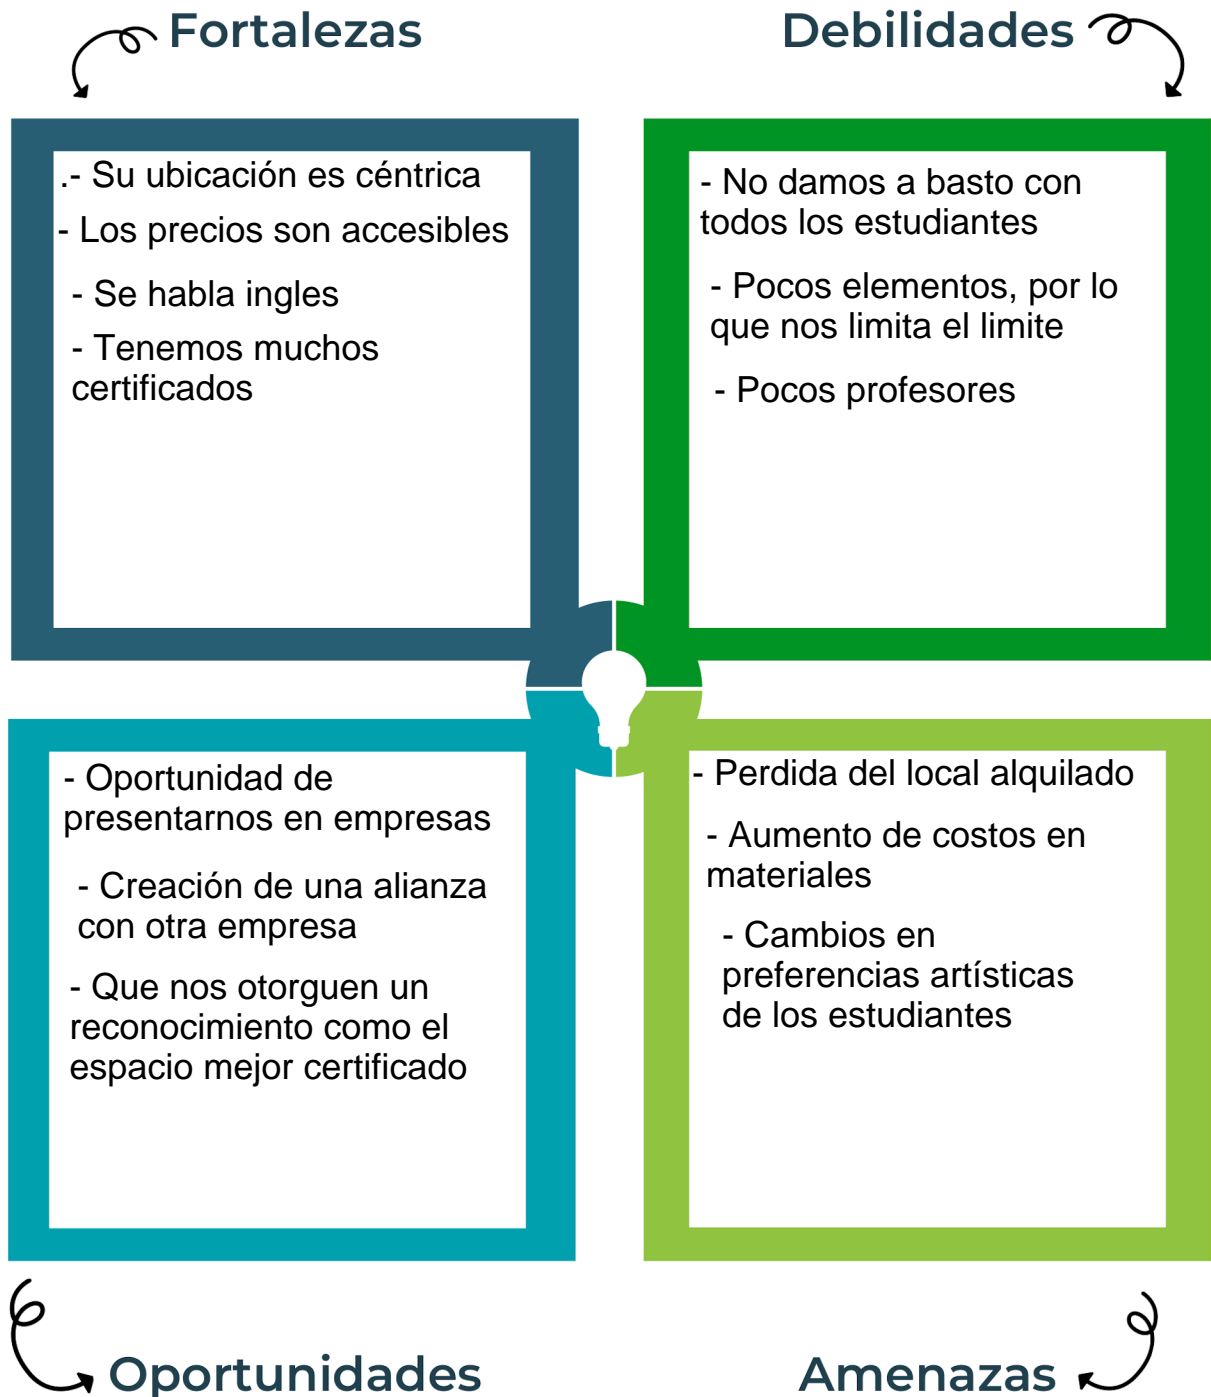 Fortalezas
.- Su ubicación es céntrica
- Los precios son accesibles
- Se habla ingles
- Tenemos muchos
certificados
Debilidades
- No damos a basto con
todos los estudiantes
- Pocos elementos, por lo
que nos limita el limite
- Pocos profesores
- Oportunidad de
presentarnos en empresas
- Creación de una alianza
con otra empresa
- Que nos otorguen un
reconocimiento como el
espacio mejor certificado
Oportunidades
- Perdida del local alquilado
- Aumento de costos en
materiales
- Cambios en
preferencias artísticas
de los estudiantes
Amenazas